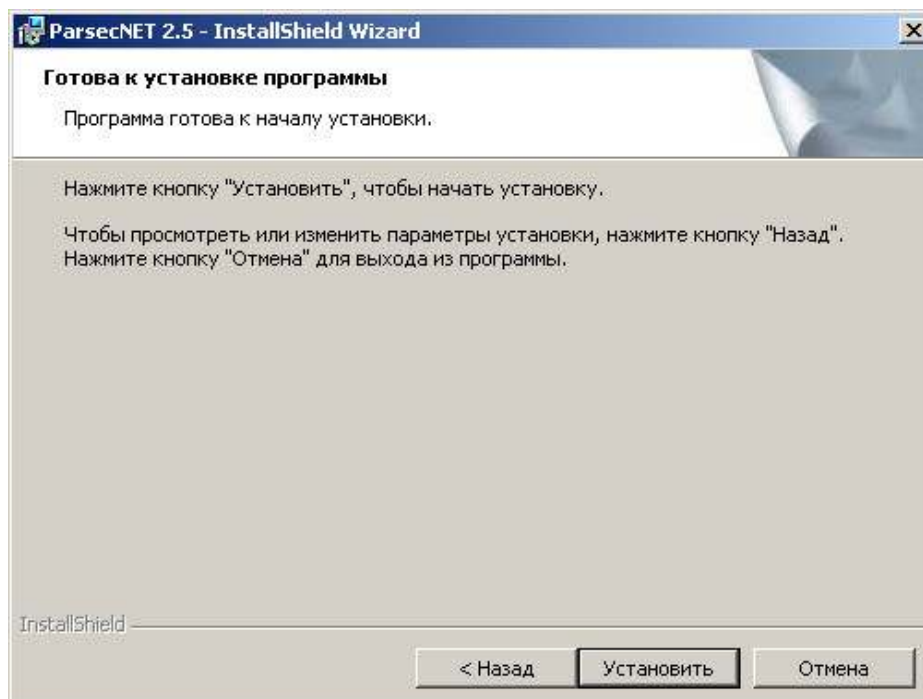 ParsecNET 2.5 - InstallShield Wizard
Готова к установке программы
Программа готова к началу установки.
Нажмите кнопку "Установить", чтобы начать установку.
Чтобы просмотреть или изменить параметры установки, нажмите кнопку "Назад".
Нажмите кнопку "Отмена" для выхода из программы.
InstallShield
< Назад Установить Отмена